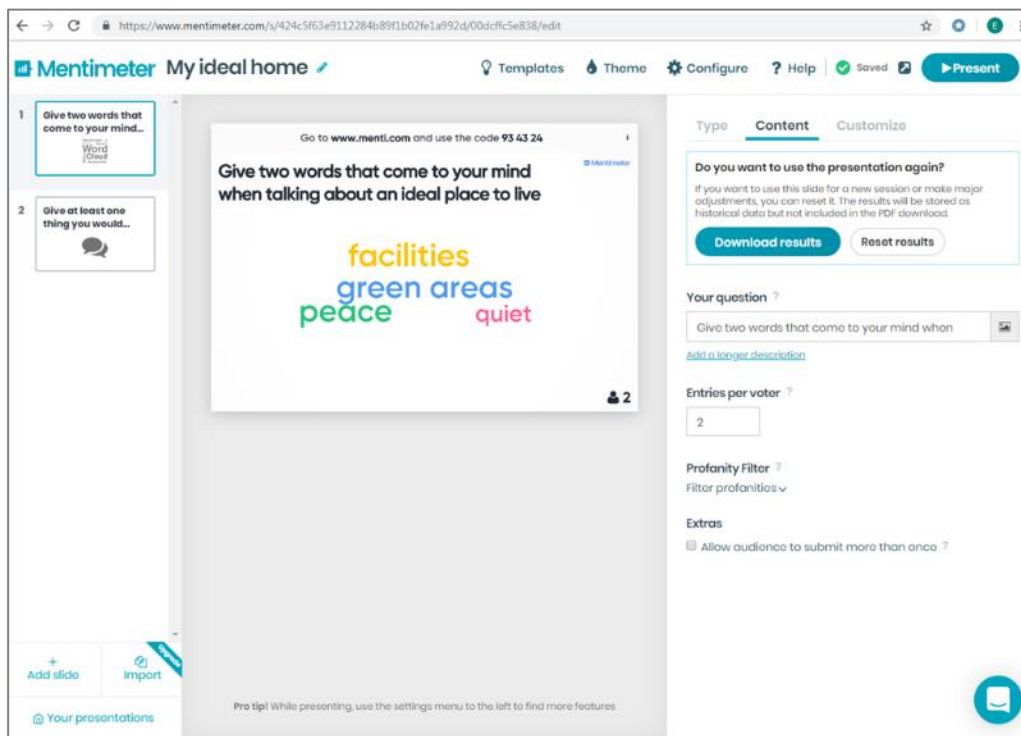 https://www.mentimeter.com/s/424c5f63e9112284b89f1b02fe1a992d/00dcffc5e838/edit
E
Mentimeter My ideal home
Templates Theme Configure ? Help Saved Present
1 Give two words that
come to your mind...
Word
Cloud
2 Give at least one
thing you would...
Go to www.menti.com and use the code 93 43 24
Mentimeter
Give two words that come to your mind
when talking about an ideal place to live
facilities
green areas
peace quiet
2
Type Content Customize
Do you want to use the presentation again?
If you want to use this slide for a new session or make major
adjustments, you can reset it. The results will be stored as
historical data but not included in the PDF download.
Download results Reset results
Your question ?
Give two words that come to your mind when
Add a longer description
Entries per voter ?
2
Profanity Filter ?
Filter profanities
Extras
Allow audience to submit more than once ?
+
Add slide Import
Upgrade
Your presentations
Pro tip! While presenting, use the settings menu to the left to find more features